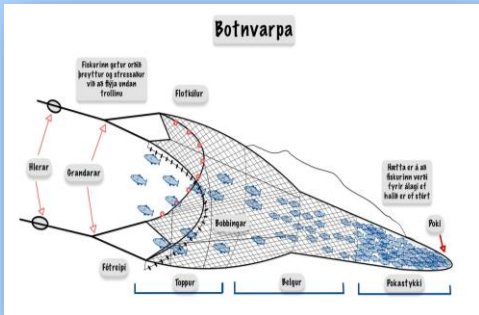 Botnvarpa
Fiskurinn getur orðið
þreyttur og stressaður
við að flýja undan
trollinu
Flotkúlur
Hlerar
Grandarar
Hætta er á að
fiskurinn verði
fyrir álagi ef
halið er of stórt
Poki
Bobbingar
Fótreipi
Toppur
Belgur
Pokastykki